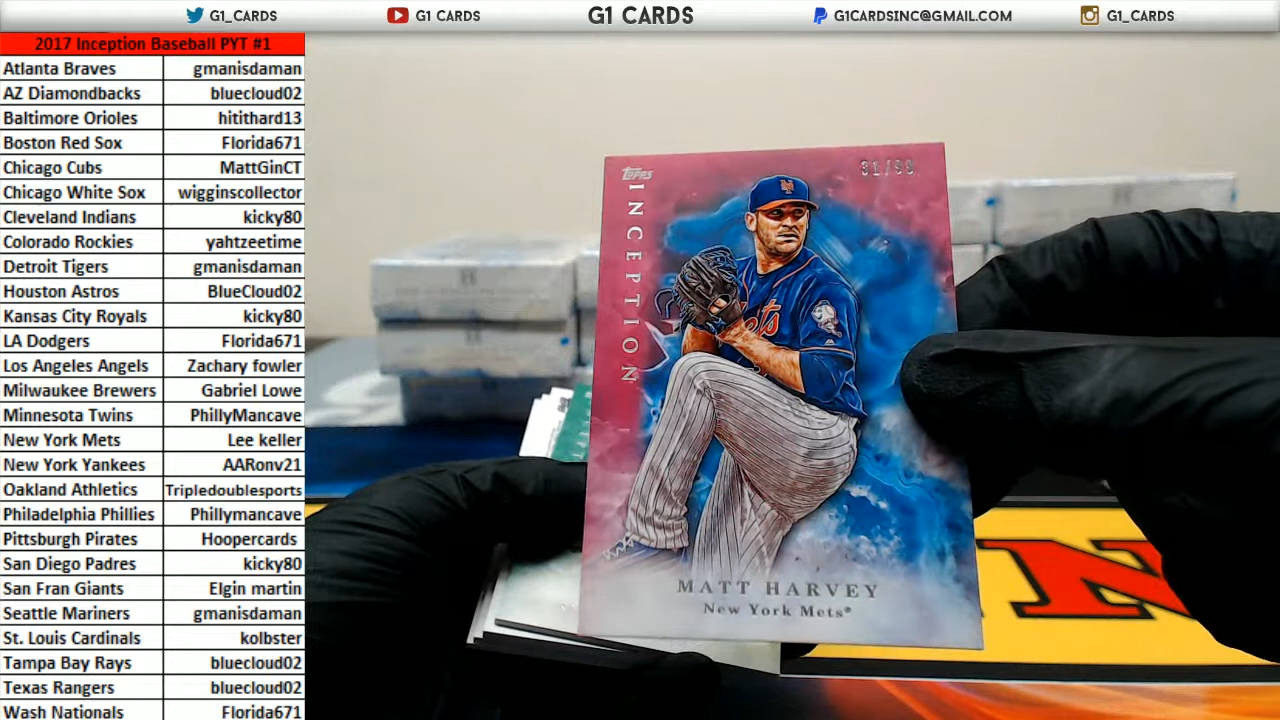 G1_CARDS G1 CARDS G1 CARDS G1CARDSINC@GMAIL.COM G1_CARDS
2017 Inception Baseball PYT #1
Atlanta Braves gmanisdaman
AZ Diamondbacks bluecloud02
Baltimore Orioles hitithard13
Boston Red Sox Florida671
Chicago Cubs MattGinCT
Chicago White Sox wigginscollector
Cleveland Indians kicky80
Colorado Rockies yahtzeetime
Detroit Tigers gmanisdaman
Houston Astros BlueCloud02
Kansas City Royals kicky80
LA Dodgers Florida671
Los Angeles Angels Zachary fowler
Milwaukee Brewers Gabriel Lowe
Minnesota Twins PhillyMancave
New York Mets Lee keller
New York Yankees AARonv21
Oakland Athletics Tripledoublesports
Philadelphia Phillies Phillymancave
Pittsburgh Pirates Hoopercards
San Diego Padres kicky80
San Fran Giants Elgin martin
Seattle Mariners gmanisdaman
St. Louis Cardinals kolbster
Tampa Bay Rays bluecloud02
Texas Rangers bluecloud02
Wash Nationals Florida671
Topps
INCEPTION
MATT HARVEY
New York Mets®